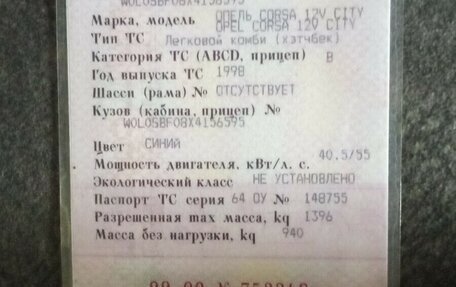 W0L0SBF08X4156595
Марка, модель ОПЕЛЬ CORSA 12V CITY
OPEL CORSA 12V CITY
Тип ТС Легковой комби (хэтчбек)
Категория ТС (ABCD, прицеп) B
Год выпуска ТС 1998
Шасси (рама) № ОТСУТСТВУЕТ
Кузов (кабина, прицеп) №
W0L0SBF08X4156595
Цвет СИНИЙ
Мощность двигателя, кВт/л. с. 40.5/55
Экологический класс НЕ УСТАНОВЛЕНО
Паспорт ТС серия 64 ОУ № 148755
Разрешенная max масса, kg 1396
Масса без нагрузки, kg 940